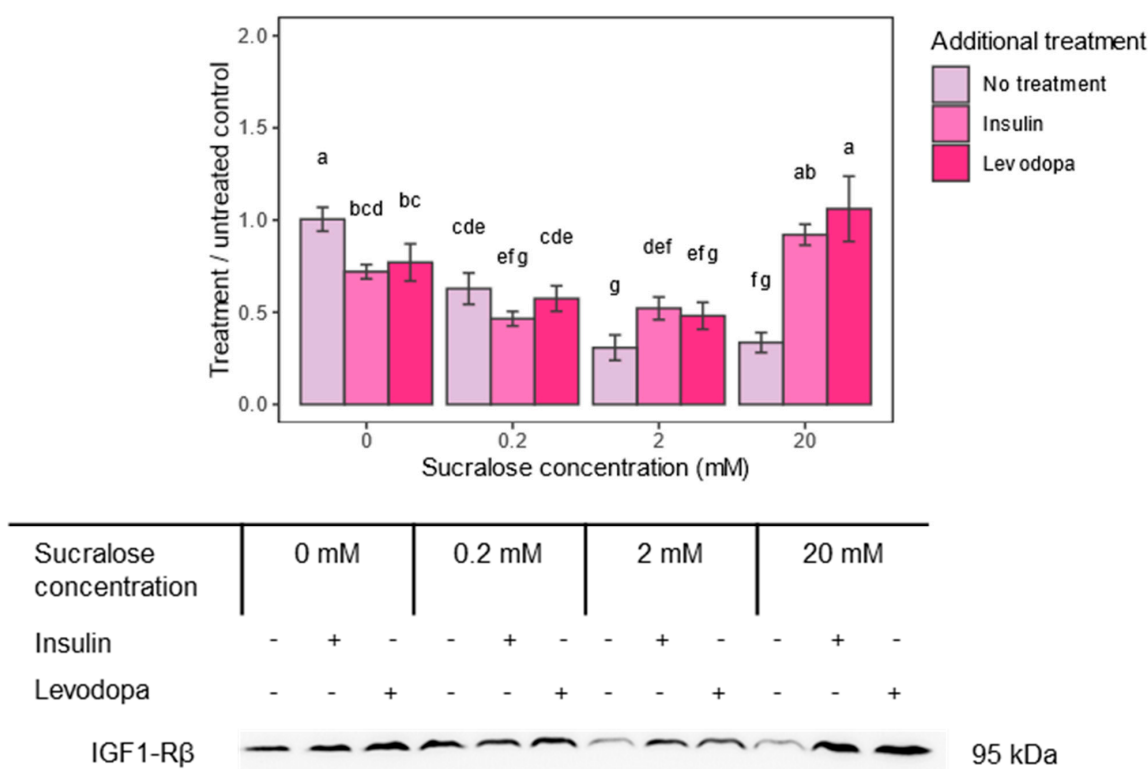 2.0
1.5
1.0
0.5
0.0
Treatment / untreated control
a
bcd
bc
cde
efg
cde
g
def
efg
fg
ab
a
0 0.2 2 20
Sucralose concentration (mM)
Additional treatment
No treatment
Insulin
Levodopa
Sucralose concentration 0 mM 0.2 mM 2 mM 20 mM
Insulin - + - - + - - + - - + -
Levodopa - - + - - + - - + - - +
IGF1-Rβ 95 kDa